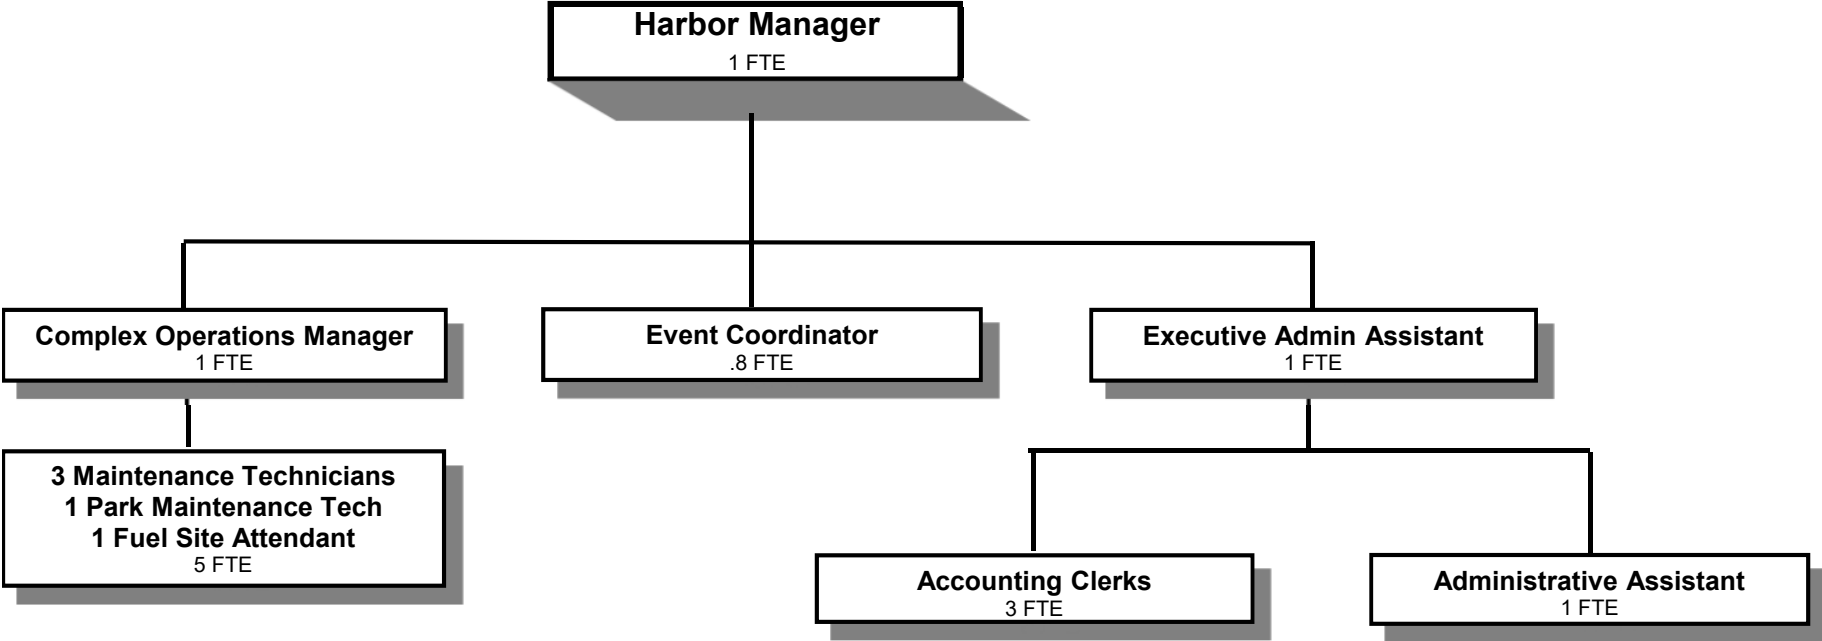 Harbor Manager
1 FTE
Complex Operations Manager
1 FTE
Event Coordinator
.8 FTE
Executive Admin Assistant
1 FTE
3 Maintenance Technicians
1 Park Maintenance Tech
1 Fuel Site Attendant
5 FTE
Accounting Clerks
3 FTE
Administrative Assistant
1 FTE